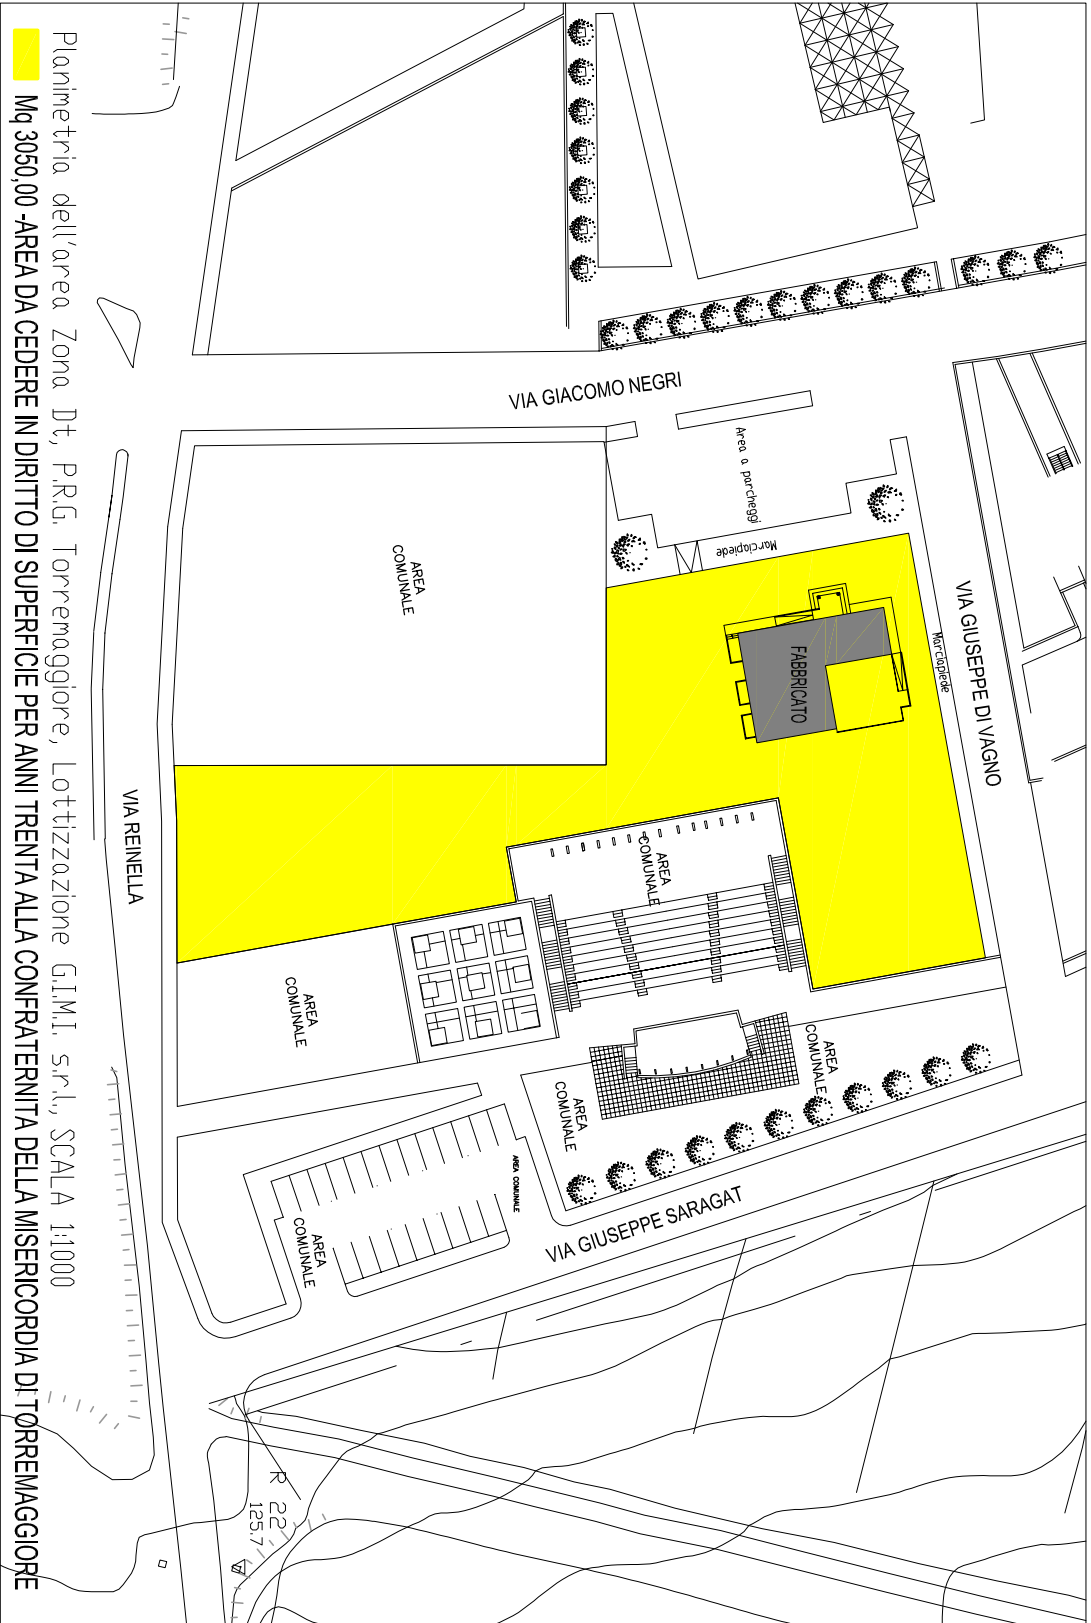 Planimetria dell'area Zona Dt, P.R.G. Torremaggiore, Lottizzazione G.I.M.I. s.r.l., SCALA 1:1000
Mq 3050,00 -AREA DA CEDERE IN DIRITTO DI SUPERFICIE PER ANNI TRENTA ALLA CONFRATERNITA DELLA MISERICORDIA DI TORREMAGGIORE
VIA GIACOMO NEGRI
Area a parcheggi
Marciapiede
VIA GIUSEPPE DI VAGNO
Marciapiede
FABBRICATO
AREA
COMUNALE
AREA
COMUNALE
VIA REINELLA
AREA
COMUNALE
AREA
COMUNALE
AREA
COMUNALE
AREA COMUNALE
AREA
COMUNALE
VIA GIUSEPPE SARAGAT
R 22
125.7